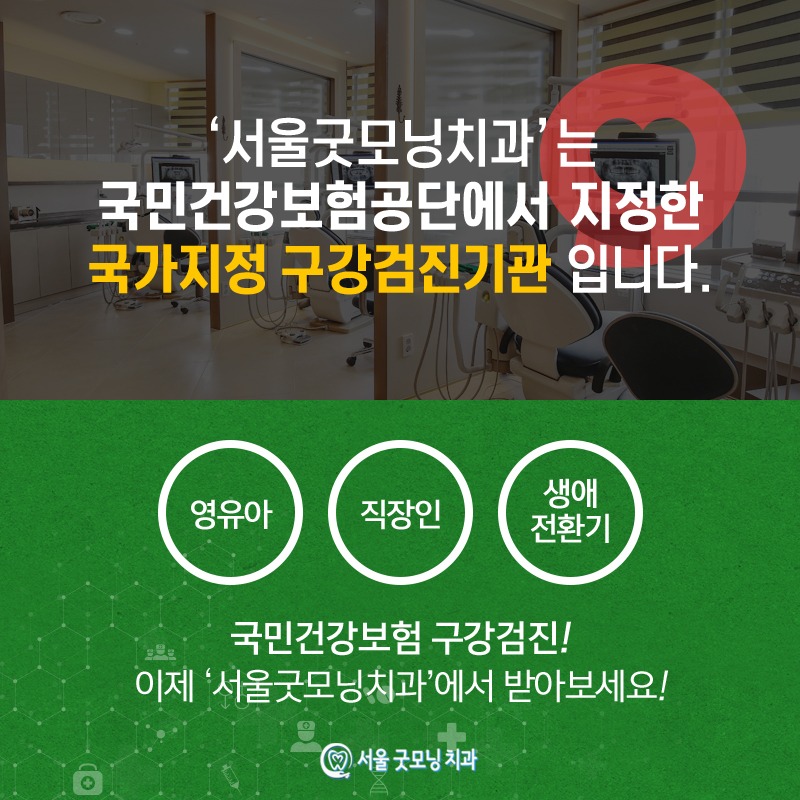 ‘서울굿모닝치과’는
국민건강보험공단에서 지정한
국가지정 구강검진기관 입니다.
영유아
직장인
생애
전환기
국민건강보험 구강검진!
이제 ‘서울굿모닝치과’에서 받아보세요!
서울 굿모닝 치과